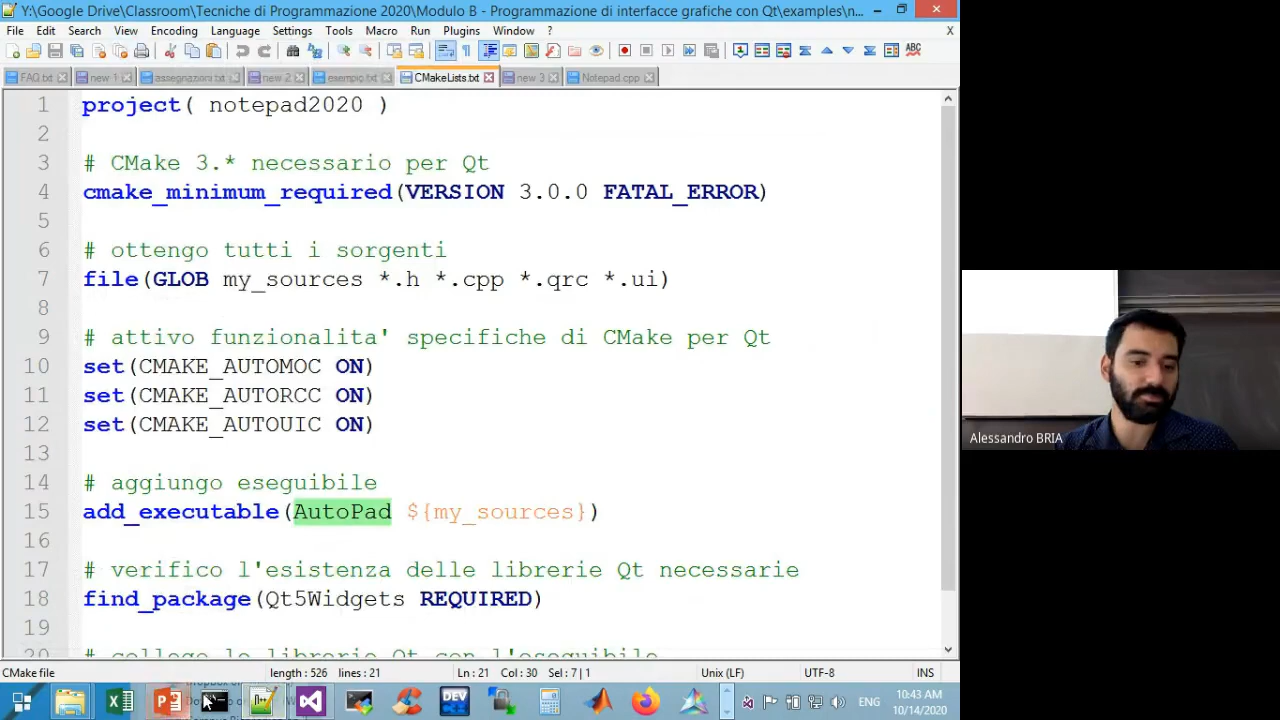 Y:\Google Drive\Classroom\Tecniche di Programmazione 2020\Modulo B - Programmazione di interfacce grafiche con Qt\examples\n...
File Edit Search View Encoding Language Settings Tools Macro Run Plugins Window ? X
FAQ.txt new 1 assegnazioni.txt new 2 esempio.txt CMakeLists.txt new 3 Notepad.cpp
1 project( notepad2020 )
2
3 # CMake 3.* necessario per Qt
4 cmake_minimum_required(VERSION 3.0.0 FATAL_ERROR)
5
6 # ottengo tutti i sorgenti
7 file(GLOB my_sources *.h *.cpp *.qrc *.ui)
8
9 # attivo funzionalita' specifiche di CMake per Qt
10 set(CMAKE_AUTOMOC ON)
11 set(CMAKE_AUTORCC ON)
12 set(CMAKE_AUTOUIC ON)
13
14 # aggiungo eseguibile
15 add_executable(AutoPad ${my_sources})
16
17 # verifico l'esistenza delle librerie Qt necessarie
18 find_package(Qt5Widgets REQUIRED)
19
20 # collego le librerie Qt con l'eseguibile
CMake file length : 526 lines : 21 Ln : 21 Col : 30 Sel : 7 | 1 Unix (LF) UTF-8 INS
DEV ENG 10:43 AM
10/14/2020
Alessandro BRIA